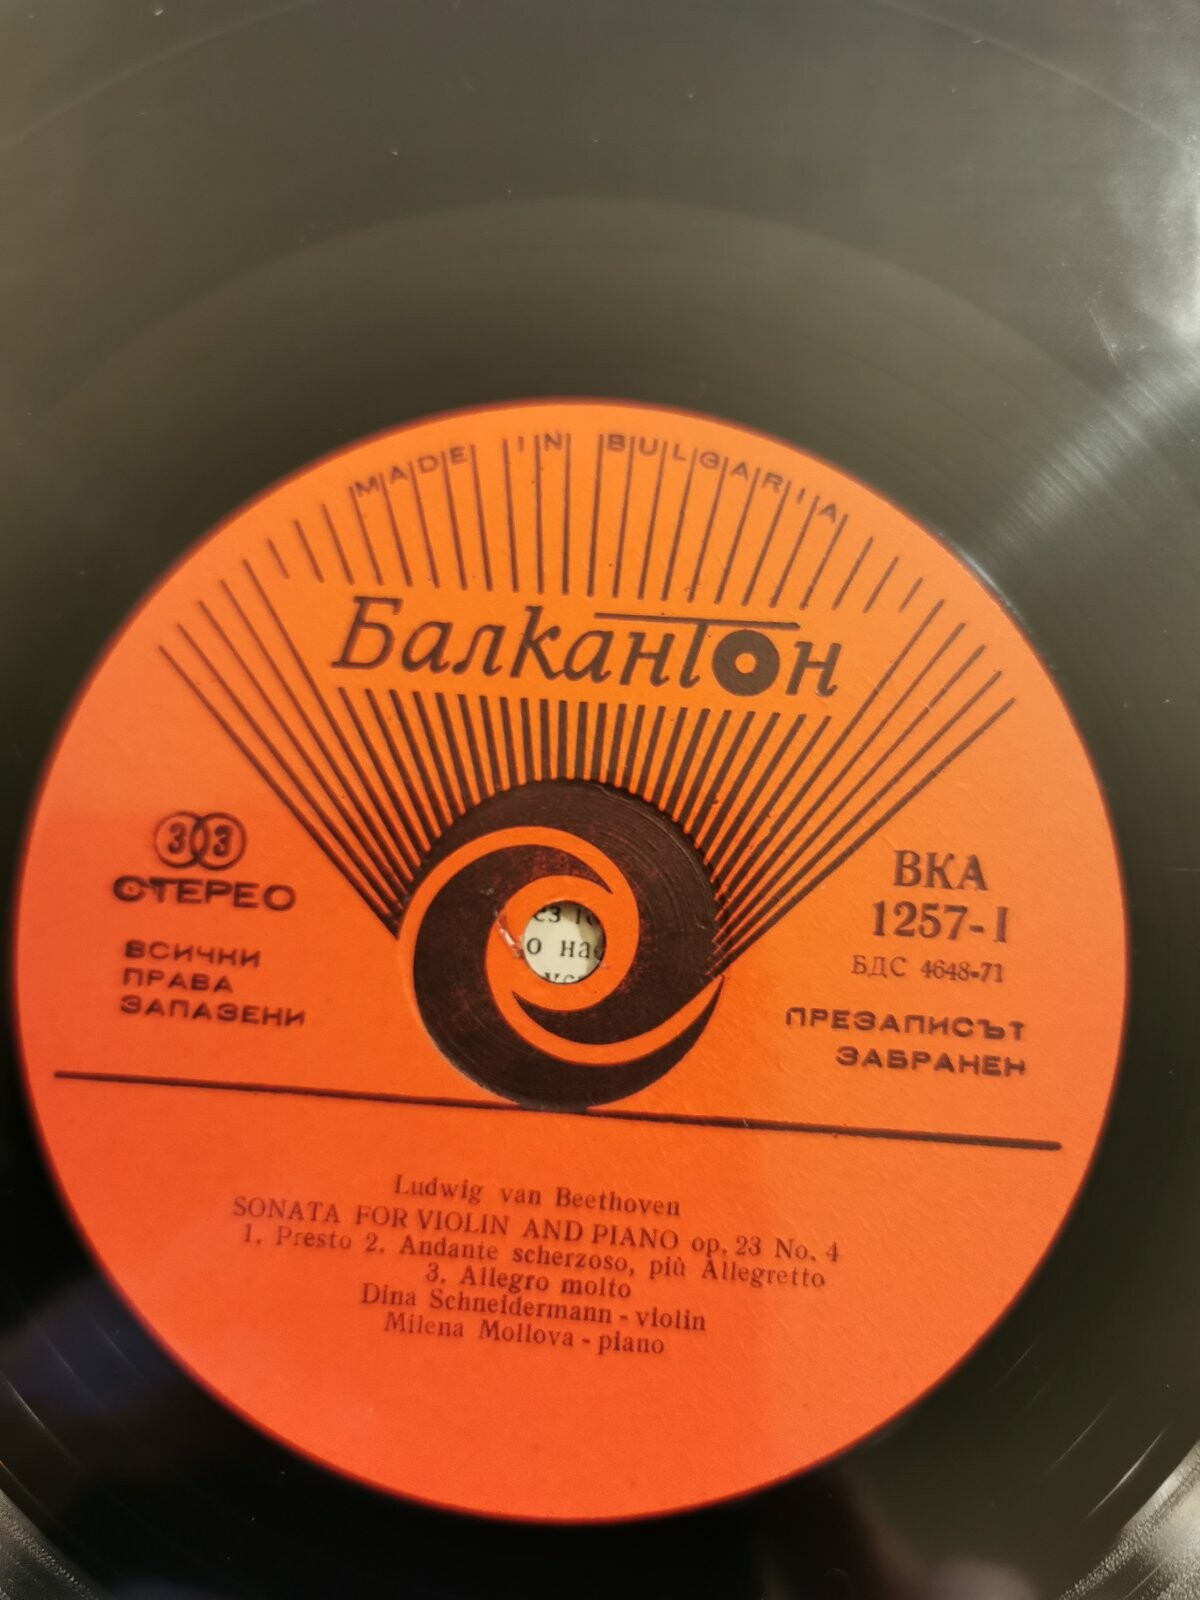 MADE IN BULGARIA
Балкантон
33
СТЕРЕО
ВСИЧКИ
ПРАВА
ЗАПАЗЕНИ
ВКА
1257-I
БДС 4648-71
ПРЕЗАПИСЪТ
ЗАБРАНЕН
о нас
Ludwig van Beethoven
SONATA FOR VIOLIN AND PIANO op. 23 No. 4
1. Presto 2. Andante scherzoso, più Allegretto
3. Allegro molto
Dina Schneidermann - violin
Milena Mollova - piano